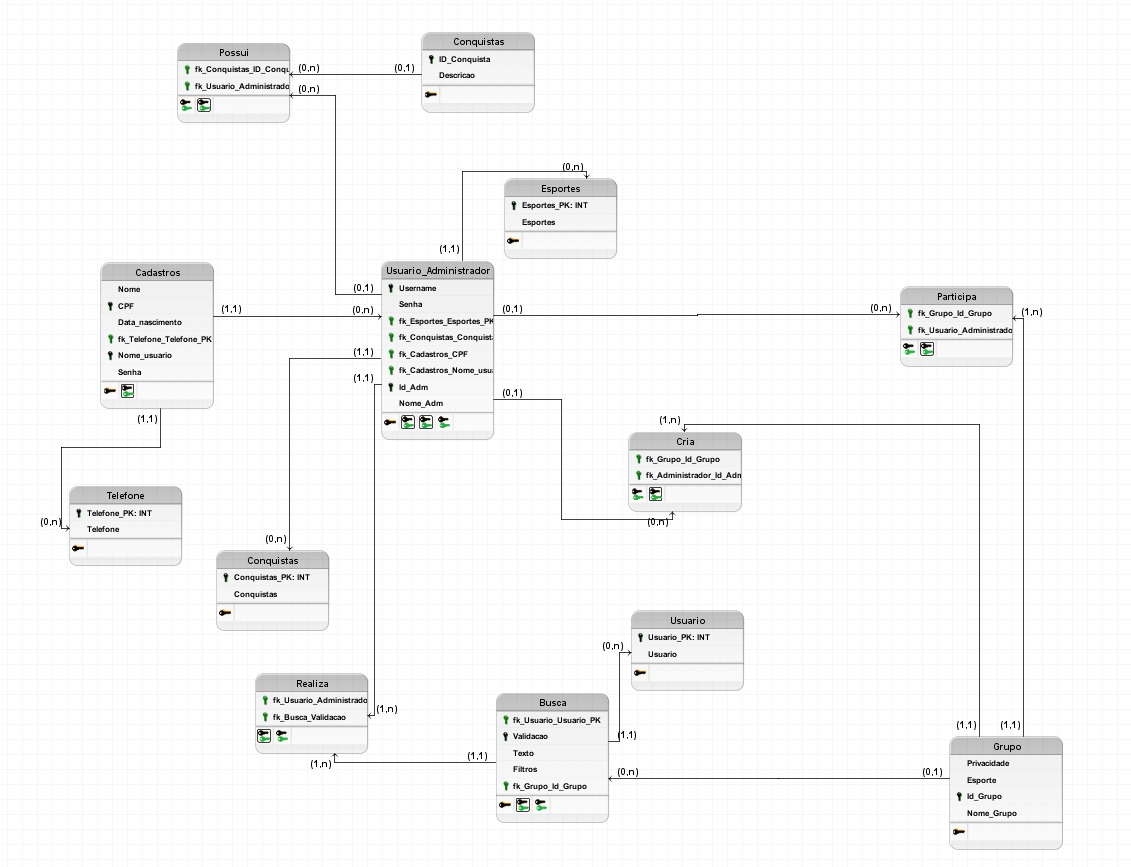 Conquistas
ID_Conquista
Descricao
Possui
fk_Conquistas_ID_Conqu
fk_Usuario_Administrado
(0,n)
(0,1)
(0,n)
(0,n)
Esportes
Esportes_PK: INT
Esportes
(1,1)
Cadastros
Nome
CPF
Data_nascimento
fk_Telefone_Telefone_PK
Nome_usuario
Senha
Usuario_Administrador
Username
Senha
fk_Esportes_Esportes_PK
fk_Conquistas_Conquista
fk_Cadastros_CPF
fk_Cadastros_Nome_usua
Id_Adm
Nome_Adm
(0,1)
(1,1)
(0,n)
(0,1)
(1,1)
(1,1)
(0,1)
(0,n)
(1,n)
Participa
fk_Grupo_Id_Grupo
fk_Usuario_Administrado
(1,1)
(1,n)
Cria
fk_Grupo_Id_Grupo
fk_Administrador_Id_Adm
(0,n)
Telefone
Telefone_PK: INT
Telefone
(0,n)
(0,n)
Conquistas
Conquistas_PK: INT
Conquistas
Usuario
Usuario_PK: INT
Usuario
(0,n)
Realiza
fk_Usuario_Administrado
fk_Busca_Validacao
(1,n)
(1,n)
(1,1)
Busca
fk_Usuario_Usuario_PK
Validacao
Texto
Filtros
fk_Grupo_Id_Grupo
(1,1)
(0,n)
(0,1)
(1,1)
(1,1)
Grupo
Privacidade
Esporte
Id_Grupo
Nome_Grupo